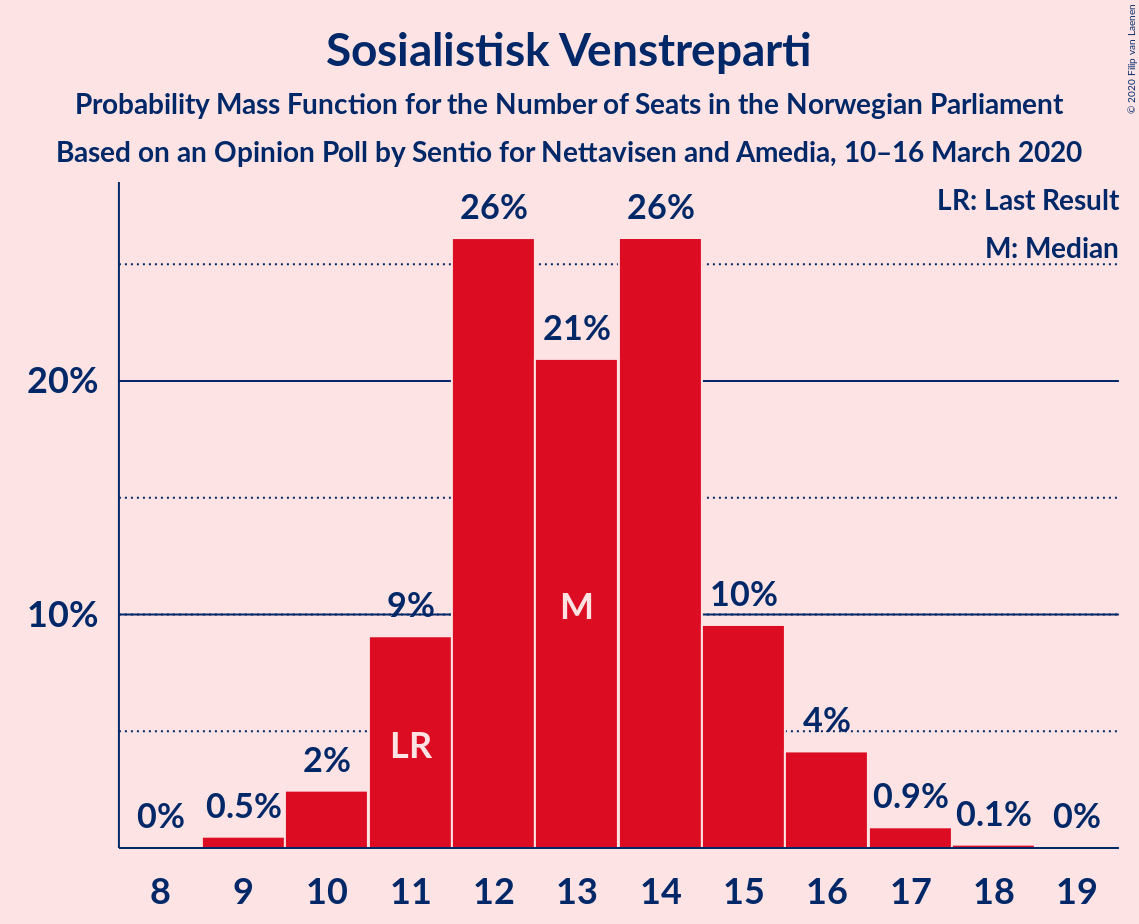 Sosialistisk Venstreparti
Probability Mass Function for the Number of Seats in the Norwegian Parliament
Based on an Opinion Poll by Sentio for Nettavisen and Amedia, 10–16 March 2020
© 2020 Filip van Laenen
LR: Last Result
M: Median
20%
10%
0%
0.5%
2%
9%
26%
21%
26%
10%
4%
0.9%
0.1%
0%
LR
M
8 9 10 11 12 13 14 15 16 17 18 19